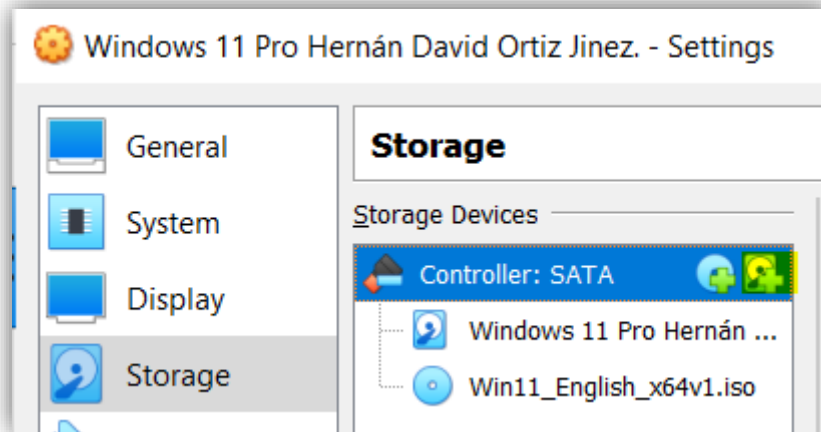 Windows 11 Pro Hernán David Ortiz Jinez. - Settings
General
System
Display
Storage
Storage
Storage Devices
Controller: SATA
Windows 11 Pro Hernán ...
Win11_English_x64v1.iso